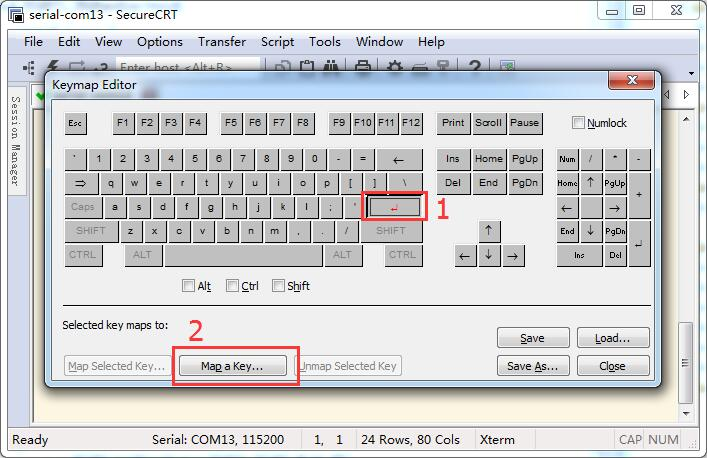 serial-com13 - SecureCRT
File Edit View Options Transfer Script Tools Window Help
Enter host <Alt+R>
Session Manager
Keymap Editor
Esc F1 F2 F3 F4 F5 F6 F7 F8 F9 F10 F11 F12 Print Scroll Pause Numlock
` 1 2 3 4 5 6 7 8 9 0 - = ← Ins Home PgUp Num / * -
⇒ q w e r t y u i o p [ ] \ Del End PgDn Home ↑ PgUp +
Caps a s d f g h j k l ; ' ↵ 1 ← →
SHIFT z x c v b n m , . / SHIFT ↑ End ↓ PgDn ↵
CTRL ALT ALT CTRL ← ↓ → Ins Del
Alt Ctrl Shift
Selected key maps to: 2
Save Load...
Map Selected Key... Map a Key... Unmap Selected Key Save As... Close
Ready Serial: COM13, 115200 1, 1 24 Rows, 80 Cols Xterm CAP NUM